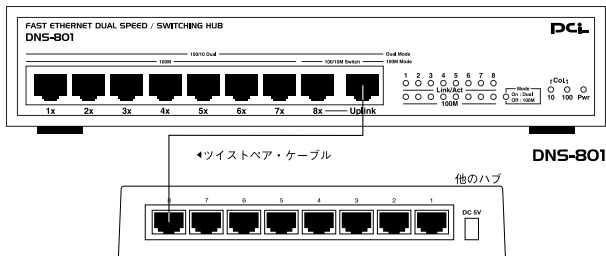 FAST ETHERNET DUAL SPEED / SWITCHING HUB
DNS-801
PCi
100/10 Dual Dual Mode
100M 100/10M Switch 100M Mode
1x 2x 3x 4x 5x 6x 7x 8x Uplink
1 2 3 4 5 6 7 8
Link/Act
100M
Mode
On : Dual
Off : 100M
CoL
10 100 Pwr
DNS-801
ツイストペア・ケーブル
他のハブ
8 7 6 5 4 3 2 1
DC 5V